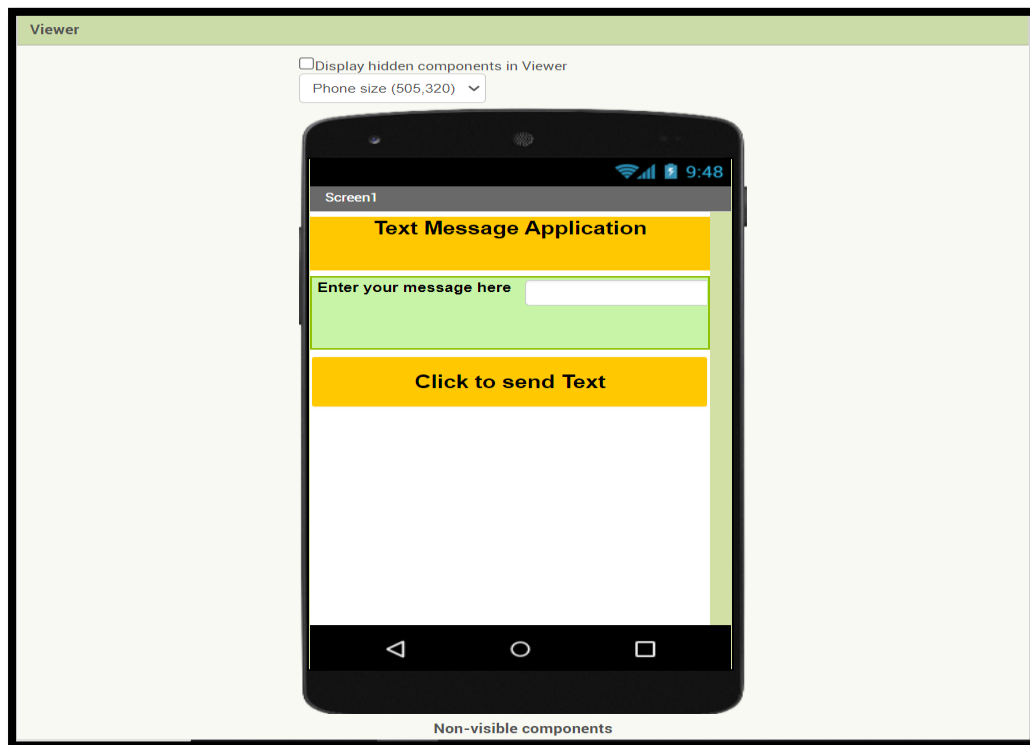 Viewer
Display hidden components in Viewer
Phone size (505,320)
9:48
Screen1
Text Message Application
Enter your message here
Click to send Text
Non-visible components